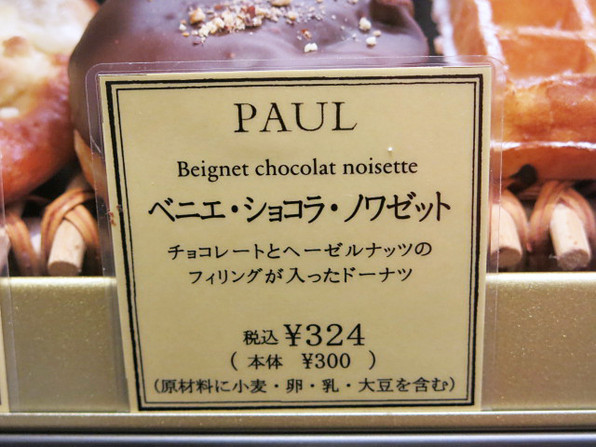 PAUL
Beignet chocolat noisette
ベニエ・ショコラ・ノワゼット
チョコレートとヘーゼルナッツの
フィリングが入ったドーナツ
税込 ¥324
( 本体 ¥300 )
(原材料に小麦・卵・乳・大豆を含む)